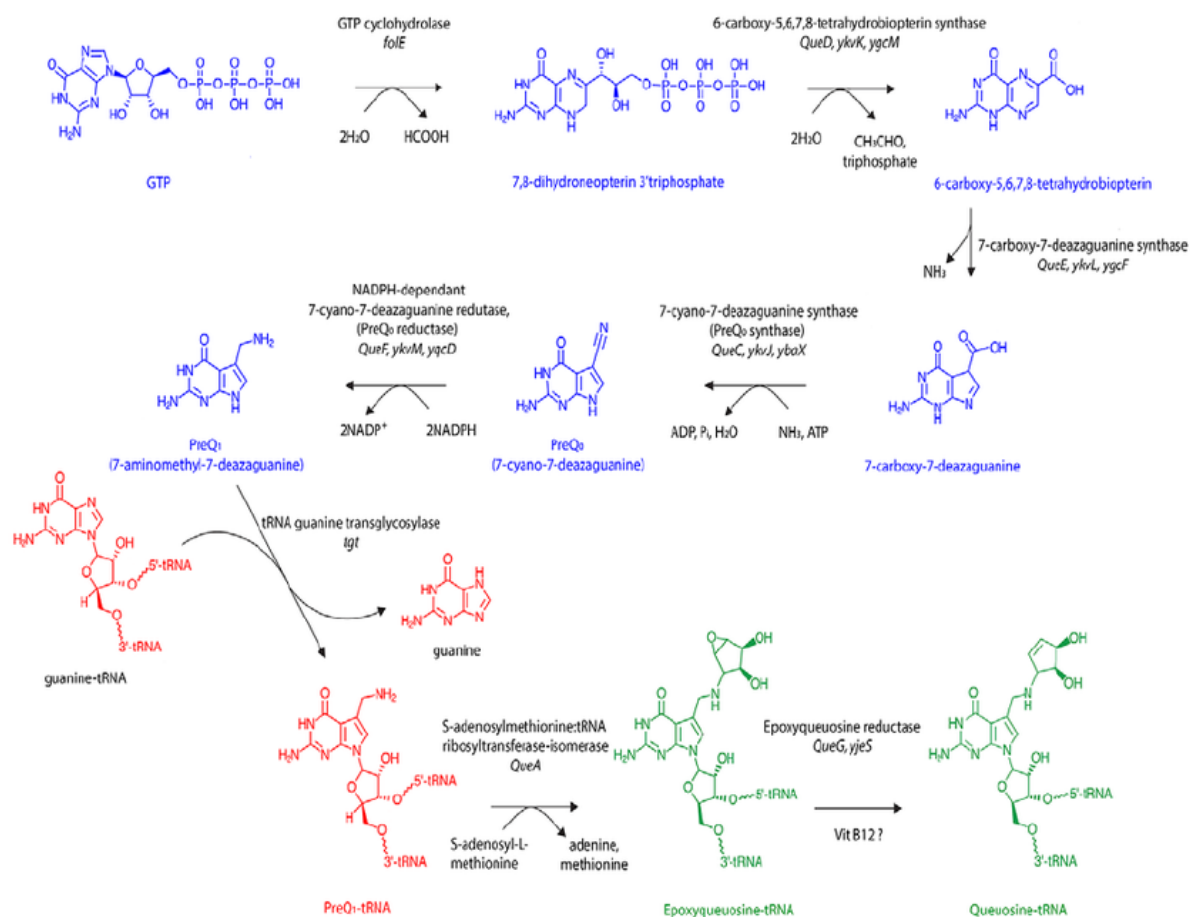 GTP cyclohydrolase
folE
2H₂O
HCOOH
6-carboxy-5,6,7,8-tetrahydrobiopterin synthase
QueD, ykvK, ygcM
2H₂O
CH₃CHO,
triphosphate
GTP
7,8-dihydroneopterin 3'triphosphate
6-carboxy-5,6,7,8-tetrahydrobiopterin
NH₃
7-carboxy-7-deazaguanine synthase
QueE, ykvL, ygcF
NADPH-dependant
7-cyano-7-deazaguanine redutase,
(PreQ₀ reductase)
QueF, ykvM, yqcD
2NADP⁺
2NADPH
7-cyano-7-deazaguanine synthase
(PreQ₀ synthase)
QueC, ykvJ, ybaX
ADP, Pi, H₂O
NH₃, ATP
PreQ₁
(7-aminomethyl-7-deazaguanine)
PreQ₀
(7-cyano-7-deazaguanine)
7-carboxy-7-deazaguanine
tRNA guanine transglycosylase
tgt
5'-tRNA
3'-tRNA
guanine-tRNA
guanine
S-adenosylmethionine:tRNA
ribosyltransferase-isomerase
QueA
S-adenosyl-L-
methionine
adenine,
methionine
5'-tRNA
3'-tRNA
PreQ₁-tRNA
5'-tRNA
3'-tRNA
Epoxyqueuosine-tRNA
Epoxyqueuosine reductase
QueG, yjeS
Vit B12 ?
5'-tRNA
3'-tRNA
Queuosine-tRNA